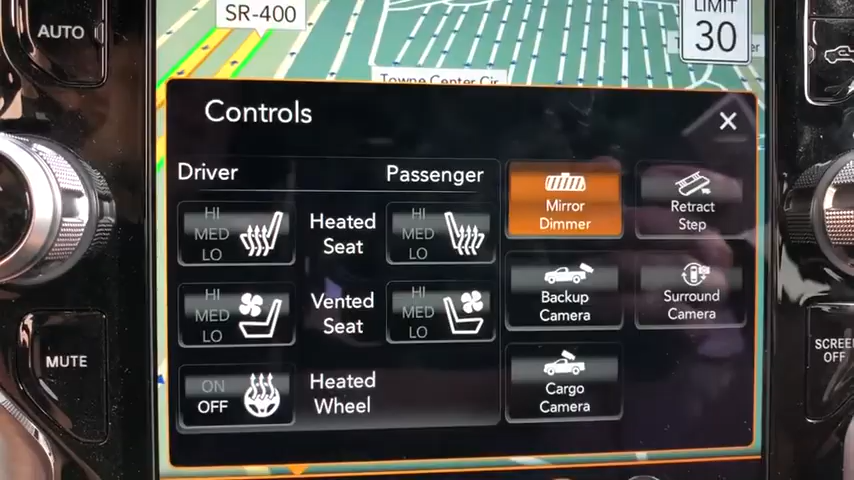 AUTO
SR-400
LIMIT
30
Towne Center Cir
Controls
Driver
Passenger
HI
MED
LO
Heated
Seat
HI
MED
LO
Mirror
Dimmer
Retract
Step
HI
MED
LO
Vented
Seat
HI
MED
LO
Backup
Camera
Surround
Camera
ON
OFF
Heated
Wheel
Cargo
Camera
MUTE
SCREEN
OFF